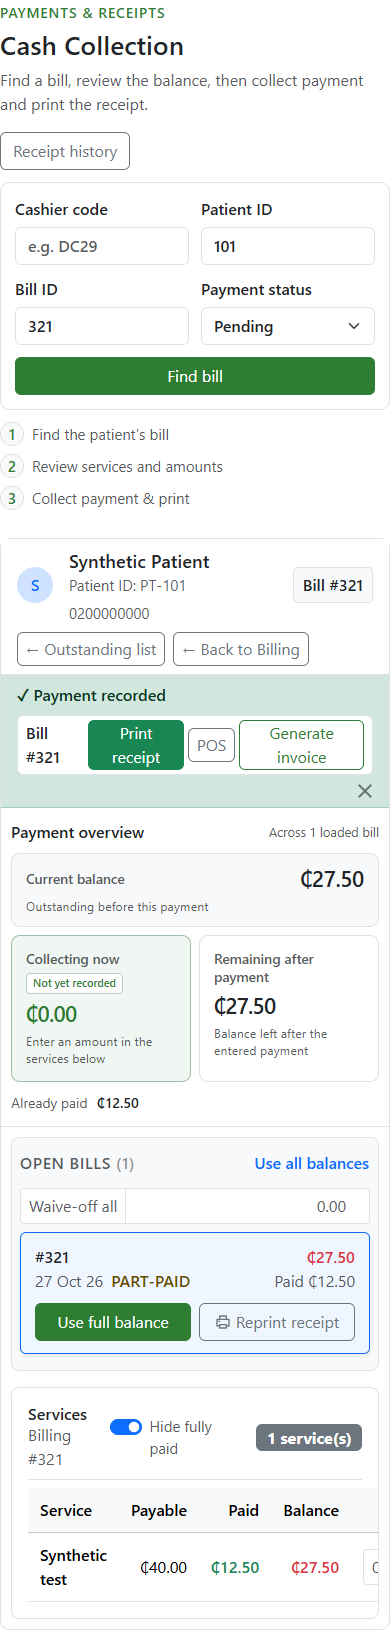 PAYMENTS & RECEIPTS
Cash Collection
Find a bill, review the balance, then collect payment
and print the receipt.
Receipt history
Cashier code Patient ID
e.g. DC29 101
Bill ID Payment status
321 Pending
Find bill
1 Find the patient's bill
2 Review services and amounts
3 Collect payment & print
S Synthetic Patient
Patient ID: PT-101
0200000000
Bill #321
← Outstanding list ← Back to Billing
✓ Payment recorded
Bill #321
Print receipt
POS
Generate invoice
Payment overview Across 1 loaded bill
Current balance ₵27.50
Outstanding before this payment
Collecting now
Not yet recorded
₵0.00
Enter an amount in the
services below
Remaining after
payment
₵27.50
Balance left after the
entered payment
Already paid ₵12.50
OPEN BILLS (1) Use all balances
Waive-off all 0.00
#321 ₵27.50
27 Oct 26 PART-PAID Paid ₵12.50
Use full balance Reprint receipt
Services
Billing
#321
Hide fully
paid
1 service(s)
Service Payable Paid Balance
Synthetic
test
₵40.00 ₵12.50 ₵27.50